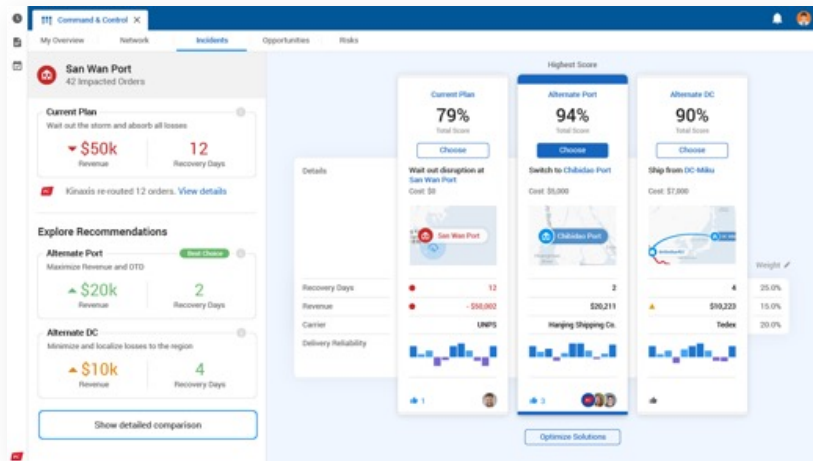 Command & Control
My Overview
Network
Incidents
Opportunities
Risks
San Wan Port
42 Impacted Orders
Current Plan
Wait out the storm and absorb all losses
$50k
Revenue
12
Recovery Days
Kinaxis re-routed 12 orders. View details
Explore Recommendations
Alternate Port
Best Choice
Maximize Revenue and OTD
$20k
Revenue
2
Recovery Days
Alternate DC
Minimize and localize losses to the region
$10k
Revenue
4
Recovery Days
Show detailed comparison
Highest Score
Current Plan
79%
Total Score
Choose
Alternate Port
94%
Total Score
Choose
Alternate DC
90%
Total Score
Choose
Details
Wait out disruption at
San Wan Port
Cost: $0
Switch to Chibidao Port
Cost: $5,000
Ship from DC-Miku
Cost: $7,000
San Wan Port
Chibidao Port
Weight
Recovery Days
12
2
4
25.0%
Revenue
- $50,002
$20,211
$10,223
15.0%
Carrier
UNPS
Hanjing Shipping Co.
Tedex
20.0%
Delivery Reliability
1
3
Optimize Solutions